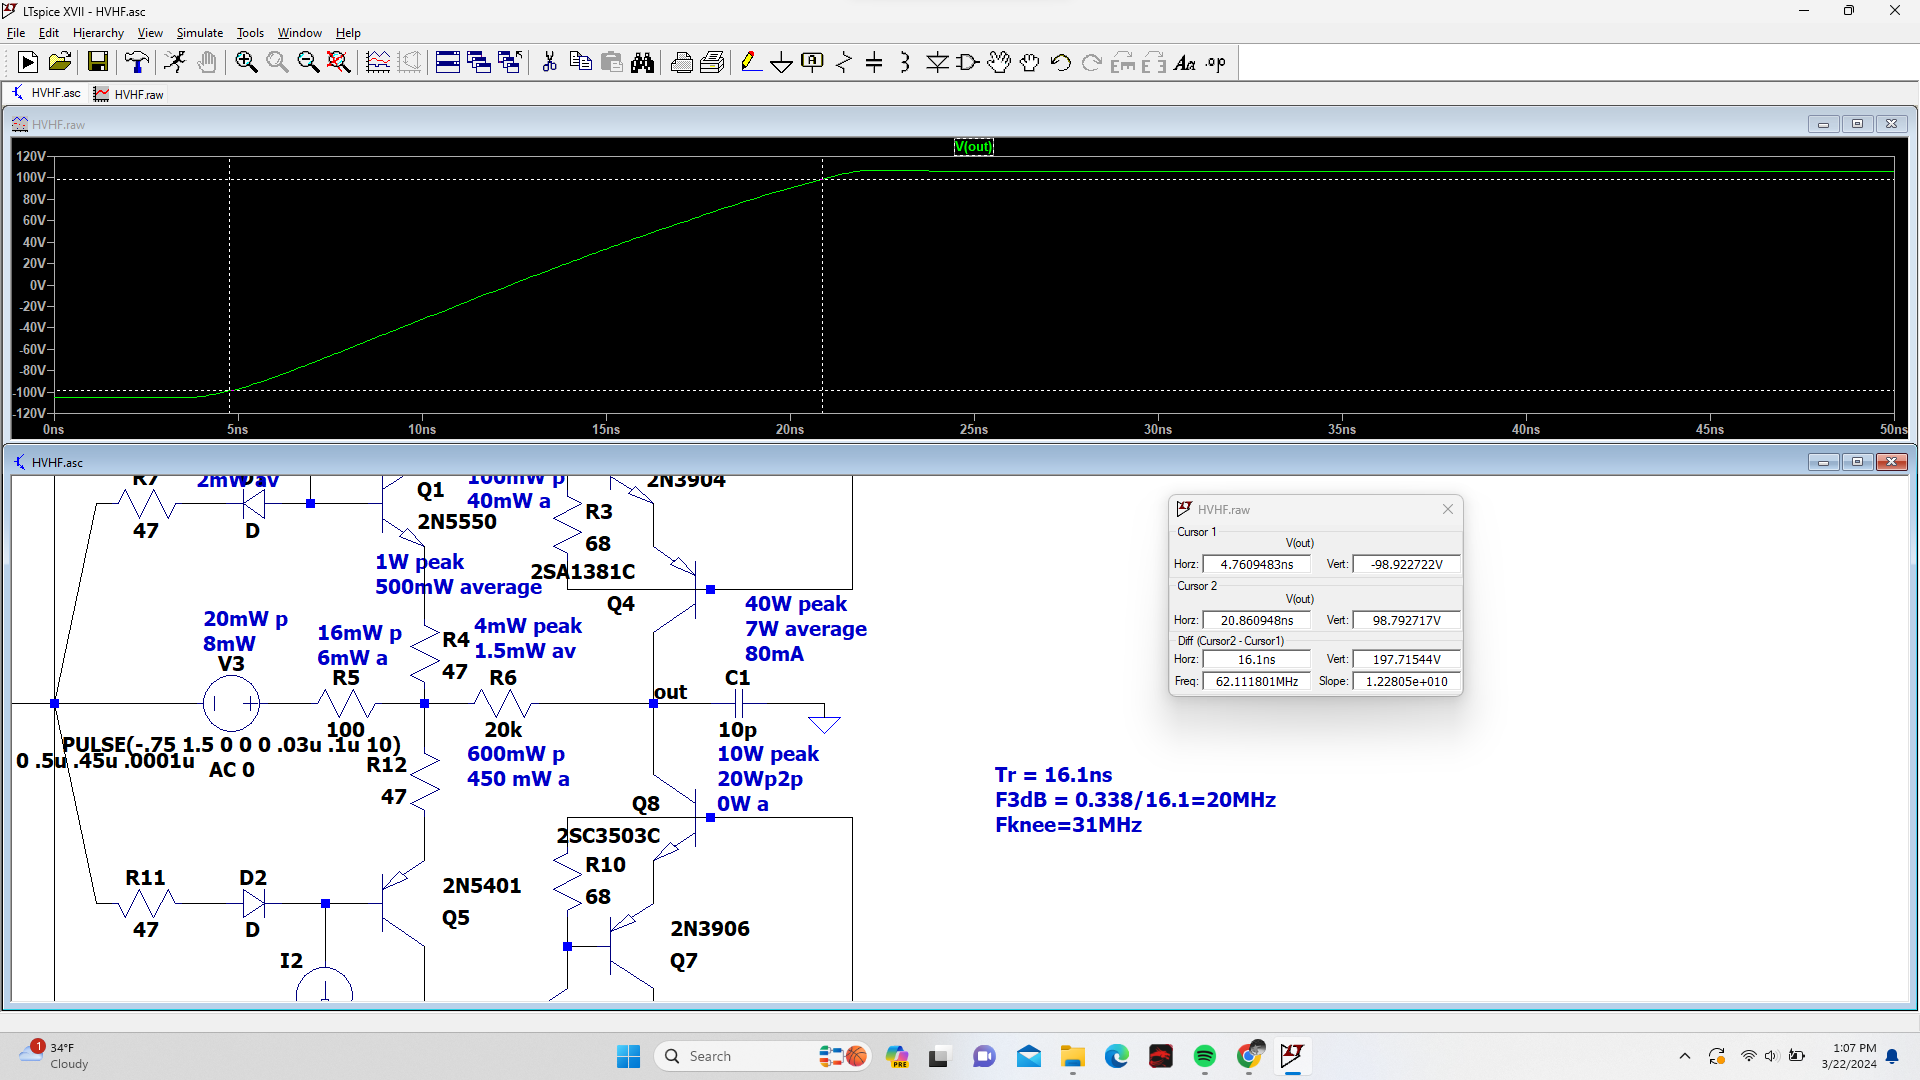 LTspice XVII - HVHF.asc
File Edit Hierarchy View Simulate Tools Window Help
HVHF.asc HVHF.raw
HVHF.raw
V(out)
120V
100V
80V
60V
40V
20V
0V
-20V
-40V
-60V
-80V
-100V
-120V
0ns 5ns 10ns 15ns 20ns 25ns 30ns 35ns 40ns 45ns 50ns
HVHF.asc
R7
47
2mW av
D
Q1
2N5550
100mW p
40mW a
R3
68
2N3904
1W peak
500mW average
2SA1381C
Q4
40W peak
7W average
80mA
20mW p
8mW
V3
16mW p
6mW a
R5
100
R4
47
4mW peak
1.5mW av
R6
20k
out
C1
10p
PULSE(-.75 1.5 0 0 0 .03u .1u 10)
0 .5u .45u .0001u
AC 0
R12
47
600mW p
450 mW a
10W peak
20Wp2p
0W a
Q8
2SC3503C
R10
68
R11
47
D2
D
2N5401
Q5
2N3906
Q7
I2
HVHF.raw
Cursor 1
V(out)
Horz: 4.7609483ns Vert: -98.922722V
Cursor 2
V(out)
Horz: 20.860948ns Vert: 98.792717V
Diff (Cursor2 - Cursor1)
Horz: 16.1ns Vert: 197.71544V
Freq: 62.111801MHz Slope: 1.22805e+010
Tr = 16.1ns
F3dB = 0.338/16.1=20MHz
Fknee=31MHz
1
34°F
Cloudy
Search
PRE
1:07 PM
3/22/2024